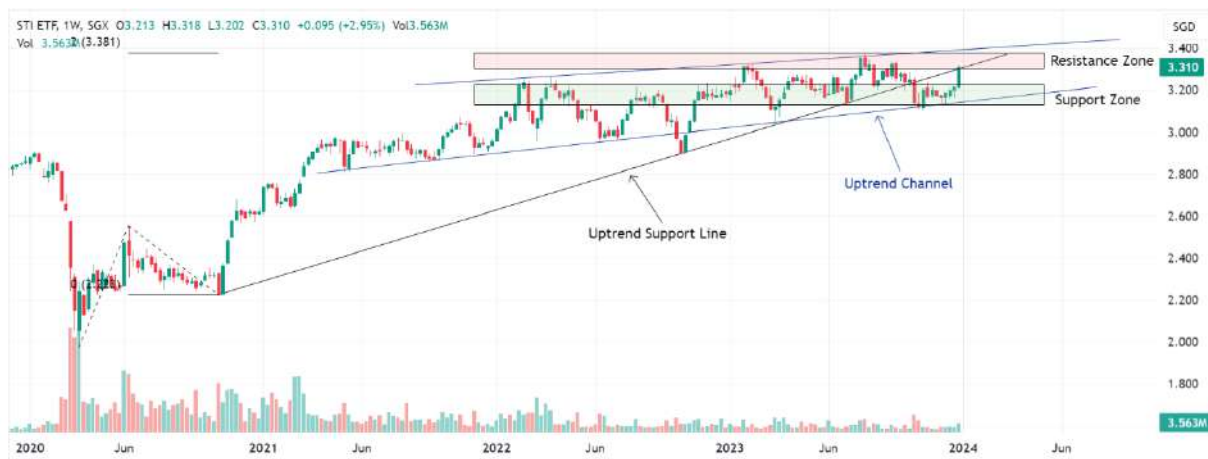 STI ETF, 1W, SGX O3.213 H3.318 L3.202 C3.310 +0.095 (+2.95%) Vol3.563M
Vol 3.563M
(3.381)
SGD
3.400
3.310
3.200
3.000
2.800
2.600
2.400
2.200
2.000
1.800
3.563M
Resistance Zone
Support Zone
Uptrend Channel
Uptrend Support Line
2020 Jun 2021 Jun 2022 Jun 2023 Jun 2024 Jun